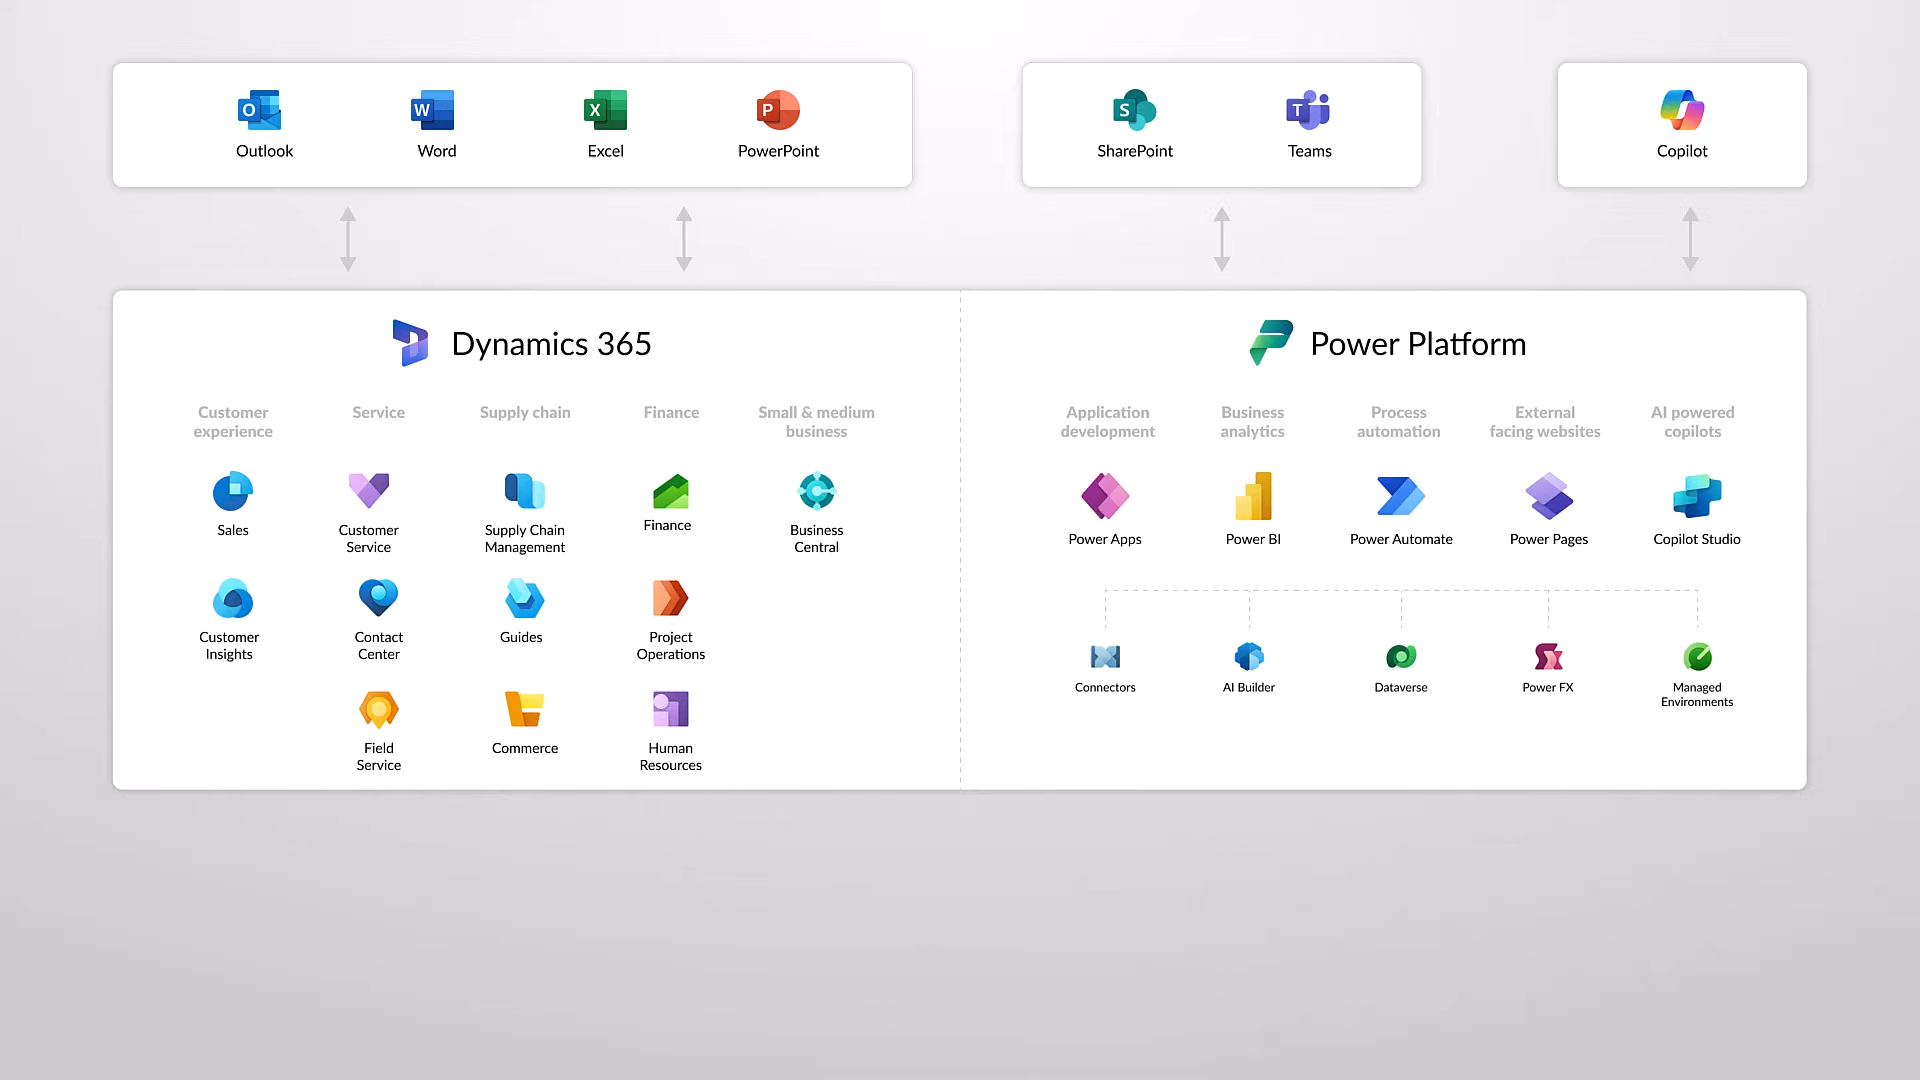 O
W
X
P
Outlook
Word
Excel
PowerPoint
S
T
SharePoint
Teams
Copilot
Dynamics 365
Customer
experience
Service
Supply chain
Finance
Small & medium
business
Sales
Customer
Service
Supply Chain
Management
Finance
Business
Central
Customer
Insights
Contact
Center
Guides
Project
Operations
Field
Service
Commerce
Human
Resources
Power Platform
Application
development
Business
analytics
Process
automation
External
facing websites
AI powered
copilots
Power Apps
Power BI
Power Automate
Power Pages
Copilot Studio
Connectors
AI Builder
Dataverse
Power FX
Managed
Environments